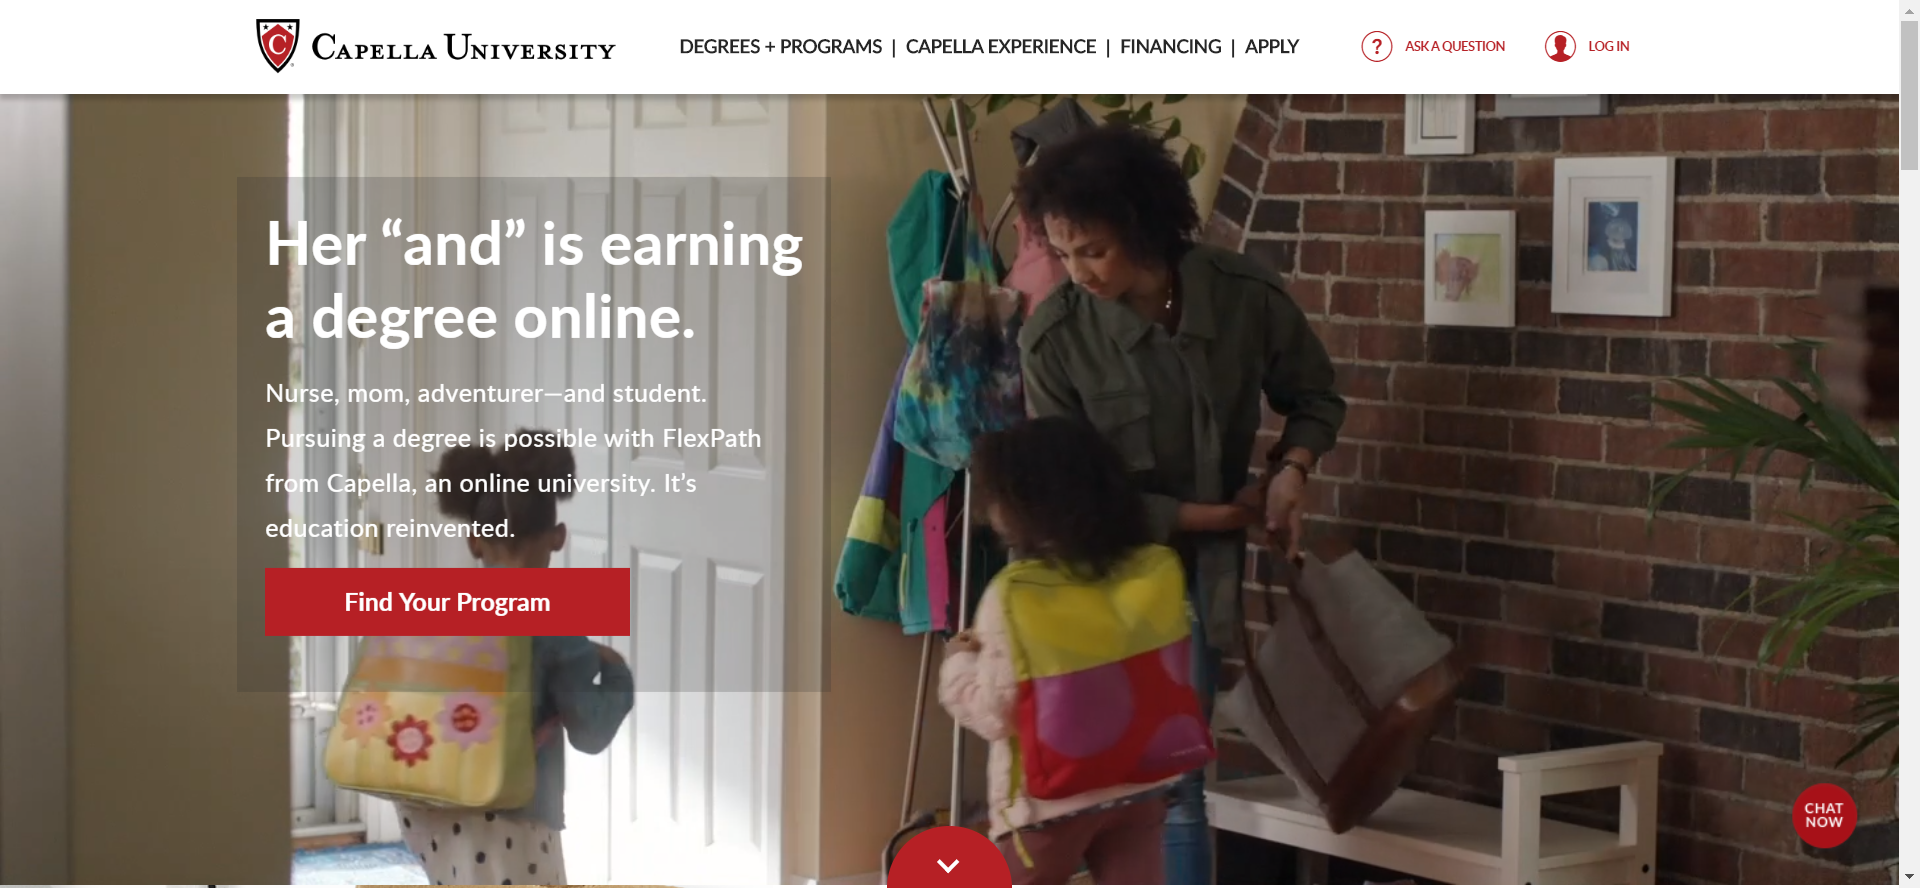 CAPELLA UNIVERSITY
DEGREES + PROGRAMS | CAPELLA EXPERIENCE | FINANCING | APPLY
? ASK A QUESTION
LOG IN
Her “and” is earning
a degree online.
Nurse, mom, adventurer—and student.
Pursuing a degree is possible with FlexPath
from Capella, an online university. It’s
education reinvented.
Find Your Program
CHAT
NOW